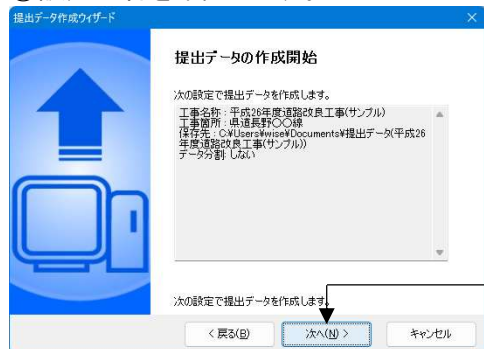 提出データ作成ウィザード
提出データの作成開始
次の設定で提出データを作成します。
工事名称 : 平成26年度道路改良工事(サンプル)
工事箇所 : 県道長野〇〇線
保存先 : C:¥Users¥wise¥Documents¥提出データ(平成26
年度道路改良工事(サンプル))
データ分割: しない
次の設定で提出データを作成します。
< 戻る(B)
次へ(N) >
キャンセル